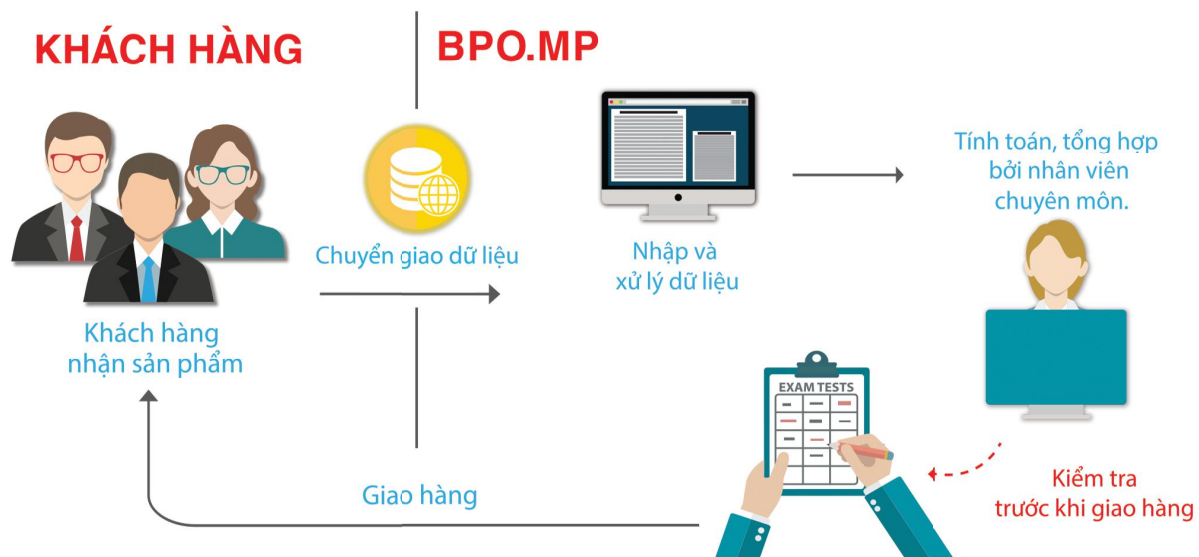 KHÁCH HÀNG
BPO.MP
Chuyển giao dữ liệu
Nhập và
xử lý dữ liệu
Tính toán, tổng hợp
bởi nhân viên
chuyên môn.
Khách hàng
nhận sản phẩm
EXAM TESTS
Kiểm tra
trước khi giao hàng
Giao hàng